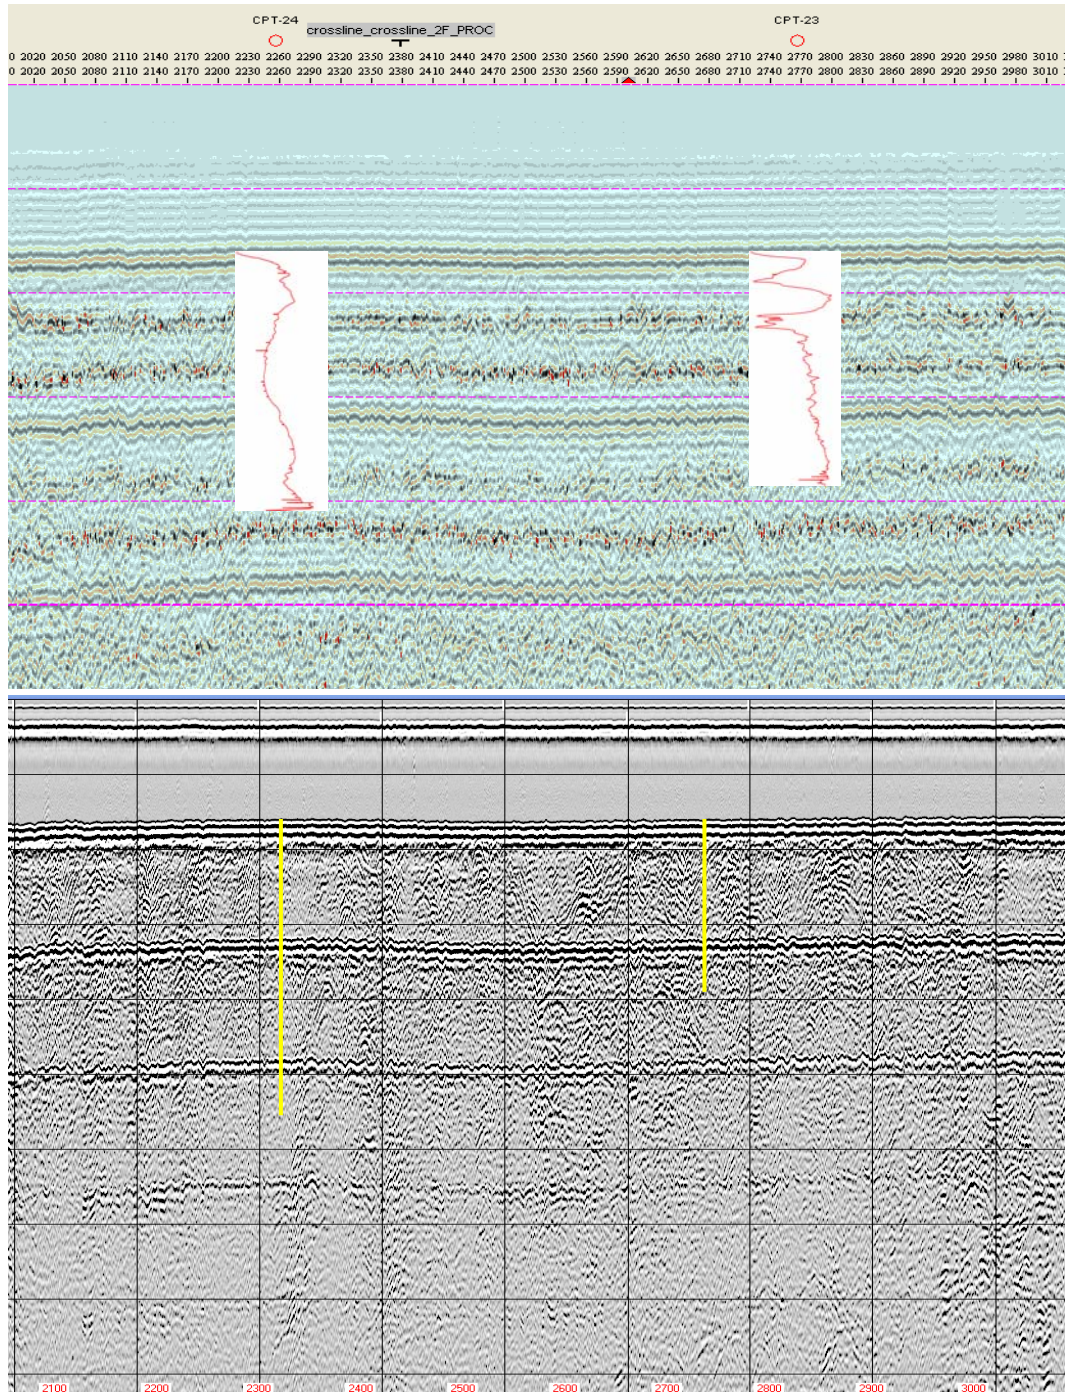 CPT-24 CPT-23
crossline_crossline_2F_PROC
0 2020 2050 2080 2110 2140 2170 2200 2230 2260 2290 2320 2350 2380 2410 2440 2470 2500 2530 2560 2590 2620 2650 2680 2710 2740 2770 2800 2830 2860 2890 2920 2950 2980 3010
0 2020 2050 2080 2110 2140 2170 2200 2230 2260 2290 2320 2350 2380 2410 2440 2470 2500 2530 2560 2590 2620 2650 2680 2710 2740 2770 2800 2830 2860 2890 2920 2950 2980 3010
2100 2200 2300 2400 2500 2600 2700 2800 2900 3000